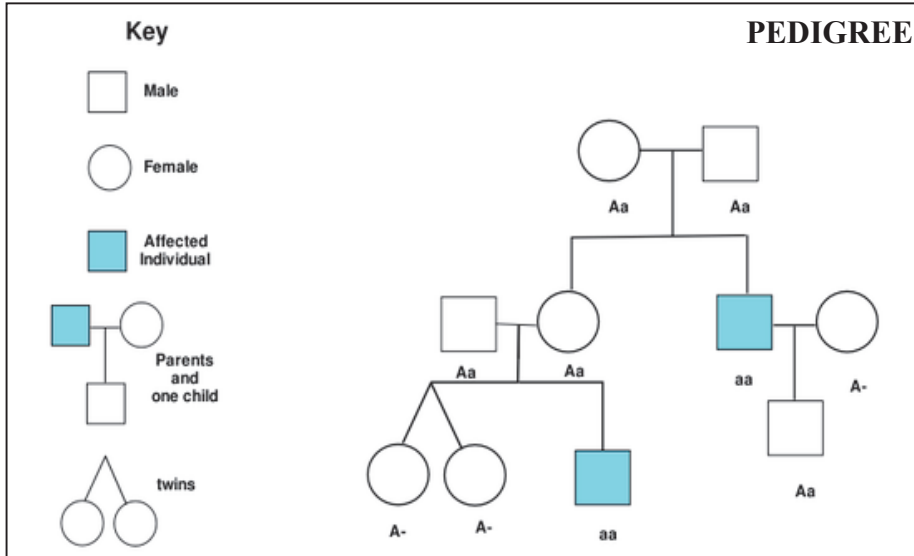 Key
PEDIGREE
Male
Female
Affected
Individual
Parents
and
one child
twins
Aa Aa
Aa Aa aa A-
Aa
A- A- aa